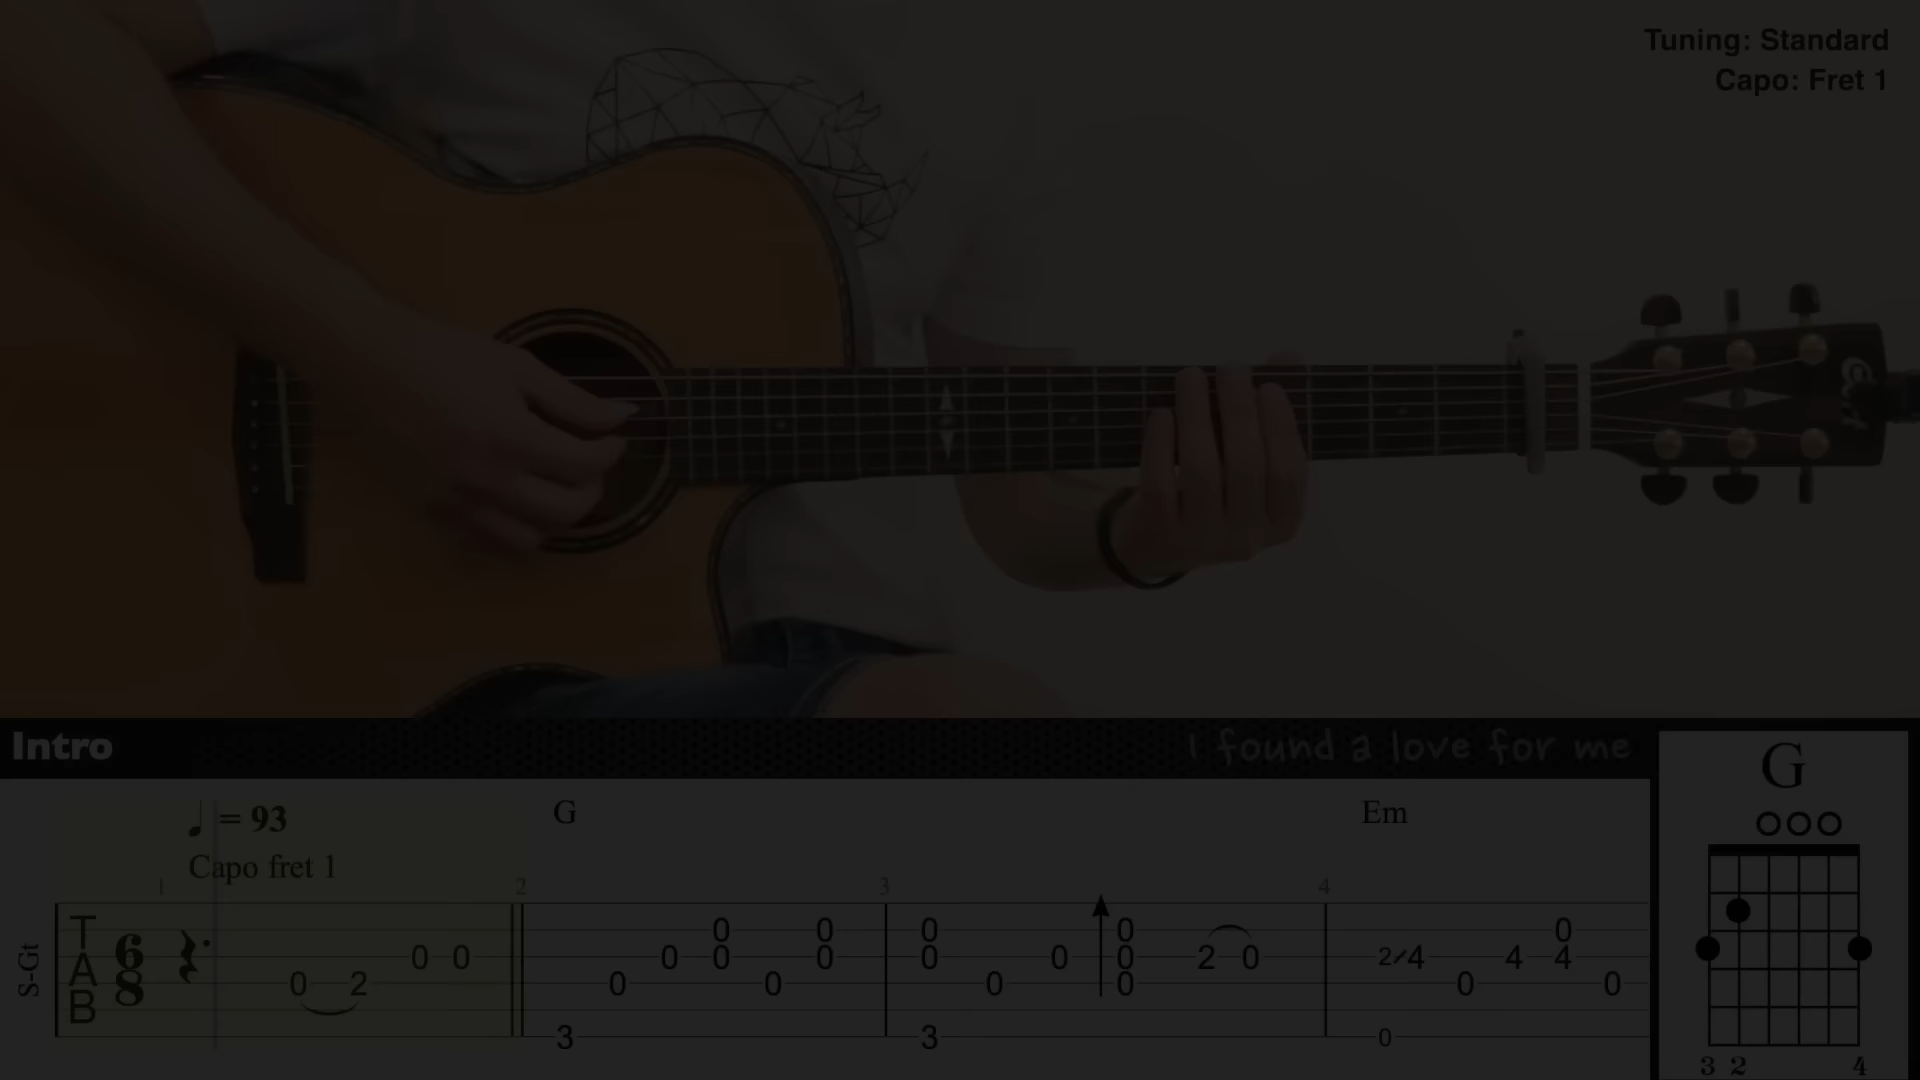 Tuning: Standard
Capo: Fret 1
Intro
I found a love for me
G
= 93
G
Em
Capo fret 1
1
2
3
4
S-Gt
T
A
B
6
8
0 2 0 0
3 0 0 0 0 0 0 0
3 0 0 0 0 0 0 0 2 0
0 2 4 0 4 0 4 0
3 2 4